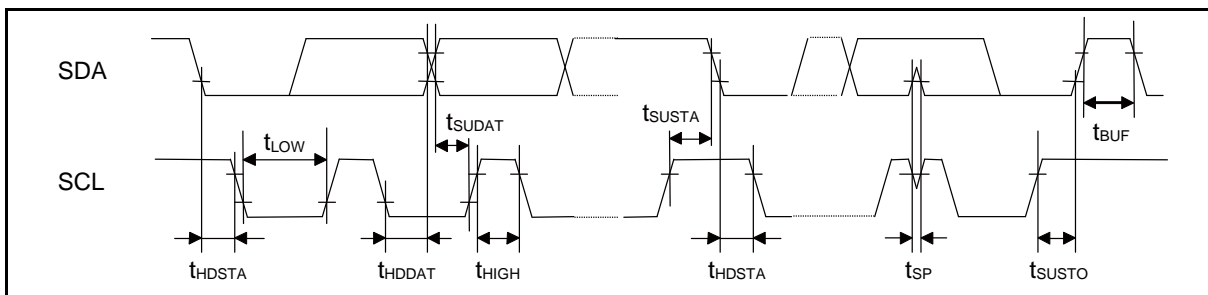 SDA
tSUSTA
tSUDAT
tBUF
tLOW
SCL
tHDSTA
tHDDAT
tHIGH
tHDSTA
tSP
tSUSTO